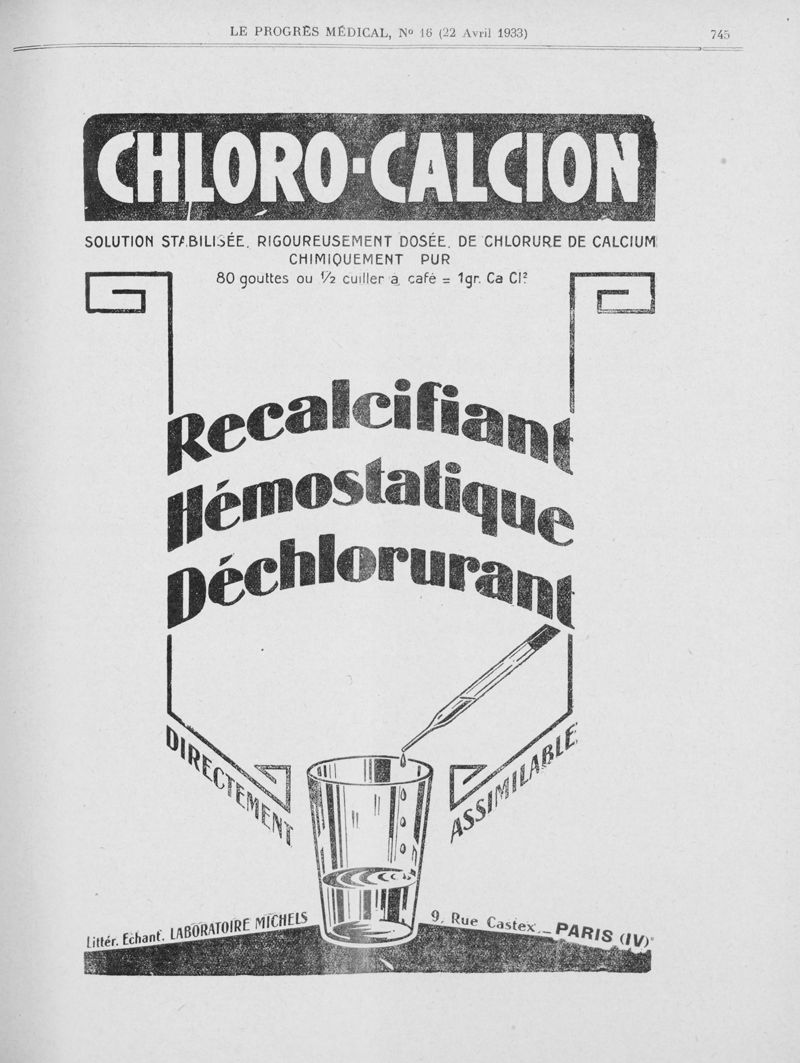 LE PROGRÈS MÉDICAL, Nº 16 (22 Avril 1933)
745
CHLORO-CALCION
SOLUTION STABILISÉE, RIGOUREUSEMENT DOSÉE, DE CHLORURE DE CALCIUM
CHIMIQUEMENT PUR
80 gouttes ou 1/2 cuiller à café = 1gr. Ca Cl²
Recalcifiant
Hémostatique
Déchlorurant
DIRECTEMENT
ASSIMILABLE
Littér. Échant. LABORATOIRE MICHELS
9, Rue Castex._ PARIS (IV)ᵉ